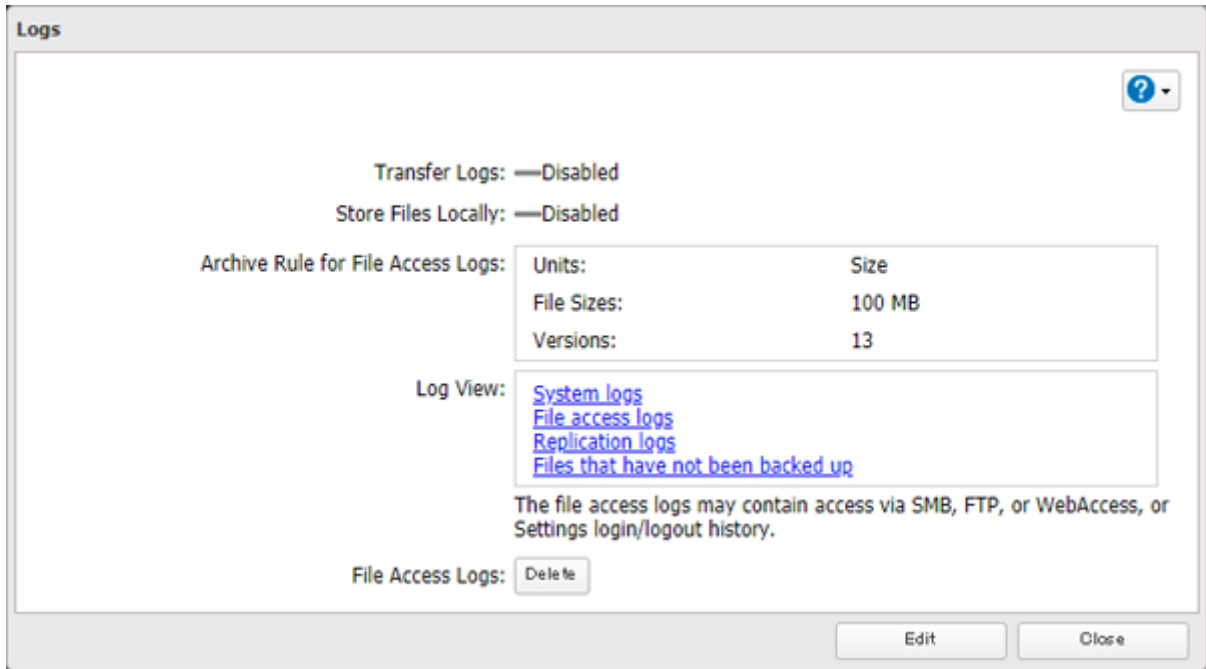 Logs
?
Transfer Logs: Disabled
Store Files Locally: Disabled
Archive Rule for File Access Logs: Units: Size
File Sizes: 100 MB
Versions: 13
Log View: System logs
File access logs
Replication logs
Files that have not been backed up
The file access logs may contain access via SMB, FTP, or WebAccess, or
Settings login/logout history.
File Access Logs: Delete
Edit Close